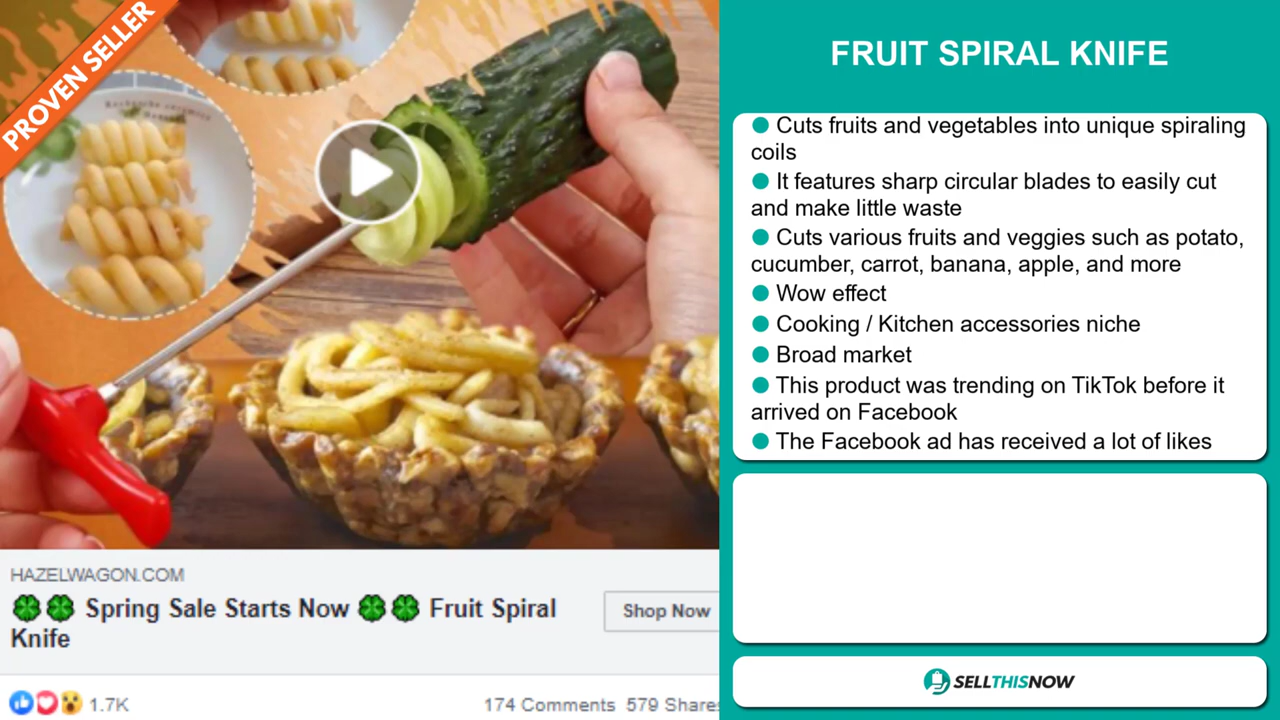 PROVEN SELLER
HAZELWAGON.COM
🍀🍀 Spring Sale Starts Now 🍀🍀 Fruit Spiral
Knife
Shop Now
1.7K
174 Comments 579 Shares
FRUIT SPIRAL KNIFE
● Cuts fruits and vegetables into unique spiraling
coils
● It features sharp circular blades to easily cut
and make little waste
● Cuts various fruits and veggies such as potato,
cucumber, carrot, banana, apple, and more
● Wow effect
● Cooking / Kitchen accessories niche
● Broad market
● This product was trending on TikTok before it
arrived on Facebook
● The Facebook ad has received a lot of likes
SELLTHISNOW